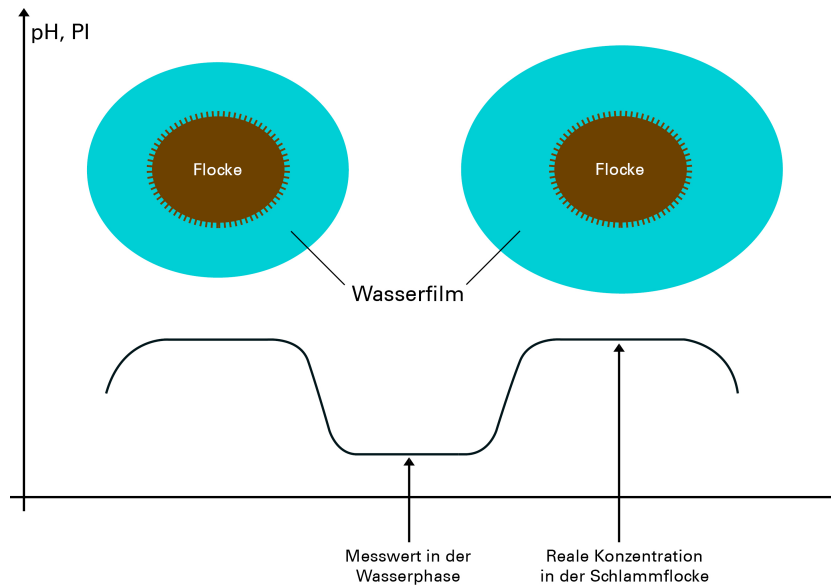 pH, PI
Flocke
Flocke
Wasserfilm
Messwert in der
Wasserphase
Reale Konzentration
in der Schlammflocke